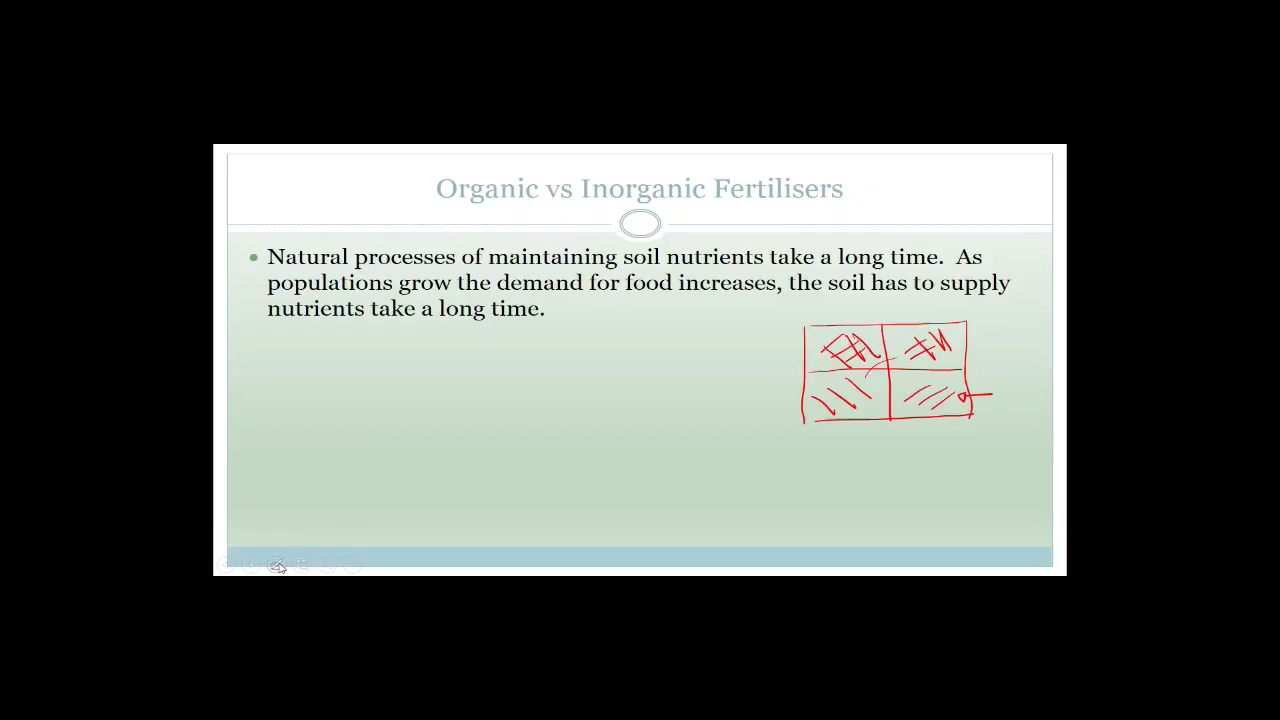 Organic vs Inorganic Fertilisers
Natural processes of maintaining soil nutrients take a long time. As
populations grow the demand for food increases, the soil has to supply
nutrients take a long time.